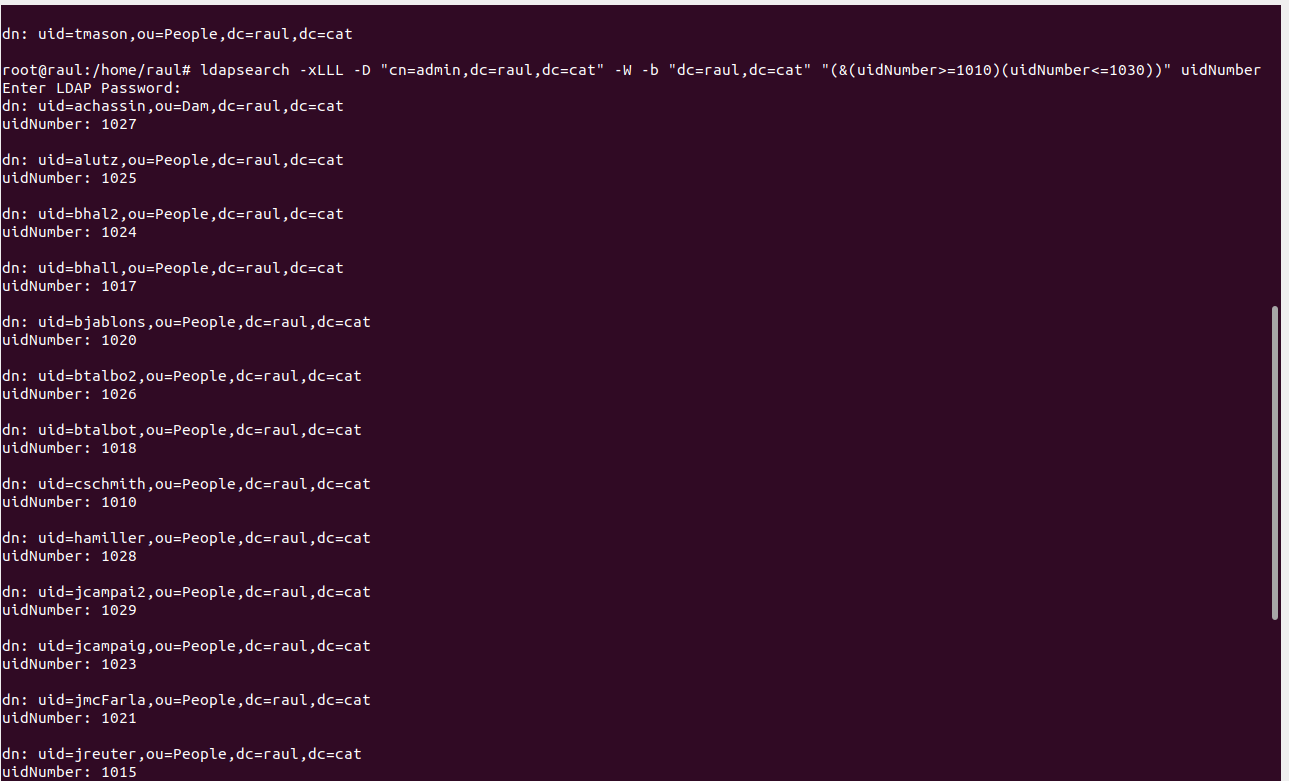 dn: uid=tmason,ou=People,dc=raul,dc=cat
root@raul:/home/raul# ldapsearch -xLLL -D "cn=admin,dc=raul,dc=cat" -W -b "dc=raul,dc=cat" "(&(uidNumber>=1010)(uidNumber<=1030))" uidNumber
Enter LDAP Password:
dn: uid=achassin,ou=Dam,dc=raul,dc=cat
uidNumber: 1027
dn: uid=alutz,ou=People,dc=raul,dc=cat
uidNumber: 1025
dn: uid=bhal2,ou=People,dc=raul,dc=cat
uidNumber: 1024
dn: uid=bhall,ou=People,dc=raul,dc=cat
uidNumber: 1017
dn: uid=bjablons,ou=People,dc=raul,dc=cat
uidNumber: 1020
dn: uid=btalbo2,ou=People,dc=raul,dc=cat
uidNumber: 1026
dn: uid=btalbot,ou=People,dc=raul,dc=cat
uidNumber: 1018
dn: uid=cschmith,ou=People,dc=raul,dc=cat
uidNumber: 1010
dn: uid=hamiller,ou=People,dc=raul,dc=cat
uidNumber: 1028
dn: uid=jcampai2,ou=People,dc=raul,dc=cat
uidNumber: 1029
dn: uid=jcampaig,ou=People,dc=raul,dc=cat
uidNumber: 1023
dn: uid=jmcFarla,ou=People,dc=raul,dc=cat
uidNumber: 1021
dn: uid=jreuter,ou=People,dc=raul,dc=cat
uidNumber: 1015